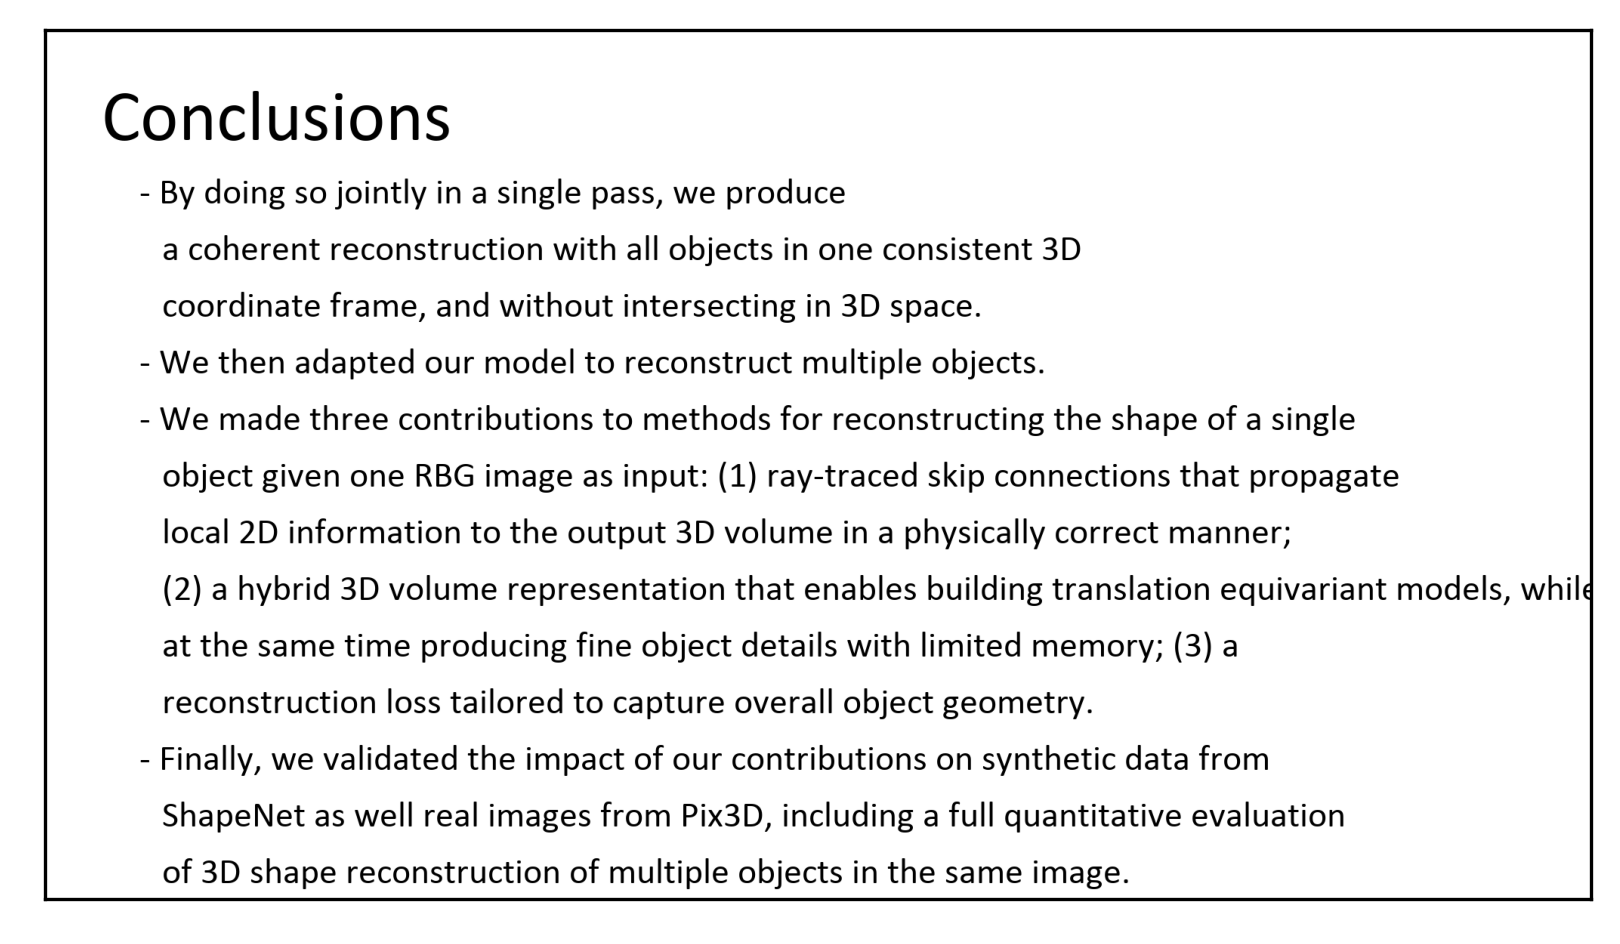 Conclusions
- By doing so jointly in a single pass, we produce
a coherent reconstruction with all objects in one consistent 3D
coordinate frame, and without intersecting in 3D space.
- We then adapted our model to reconstruct multiple objects.
- We made three contributions to methods for reconstructing the shape of a single
object given one RBG image as input: (1) ray-traced skip connections that propagate
local 2D information to the output 3D volume in a physically correct manner;
(2) a hybrid 3D volume representation that enables building translation equivariant models, while
at the same time producing fine object details with limited memory; (3) a
reconstruction loss tailored to capture overall object geometry.
- Finally, we validated the impact of our contributions on synthetic data from
ShapeNet as well real images from Pix3D, including a full quantitative evaluation
of 3D shape reconstruction of multiple objects in the same image.